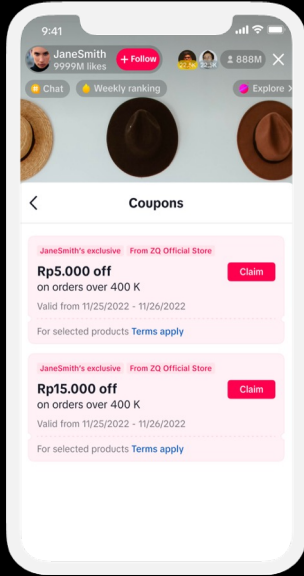 9:41
JaneSmith
9999M likes
+ Follow
888M
Chat
Weekly ranking
Explore
Coupons
JaneSmith's exclusive
From ZQ Official Store
Rp5.000 off
Claim
on orders over 400 K
Valid from 11/25/2022 - 11/26/2022
For selected products Terms apply
JaneSmith's exclusive
From ZQ Official Store
Rp15.000 off
Claim
on orders over 400 K
Valid from 11/25/2022 - 11/26/2022
For selected products Terms apply